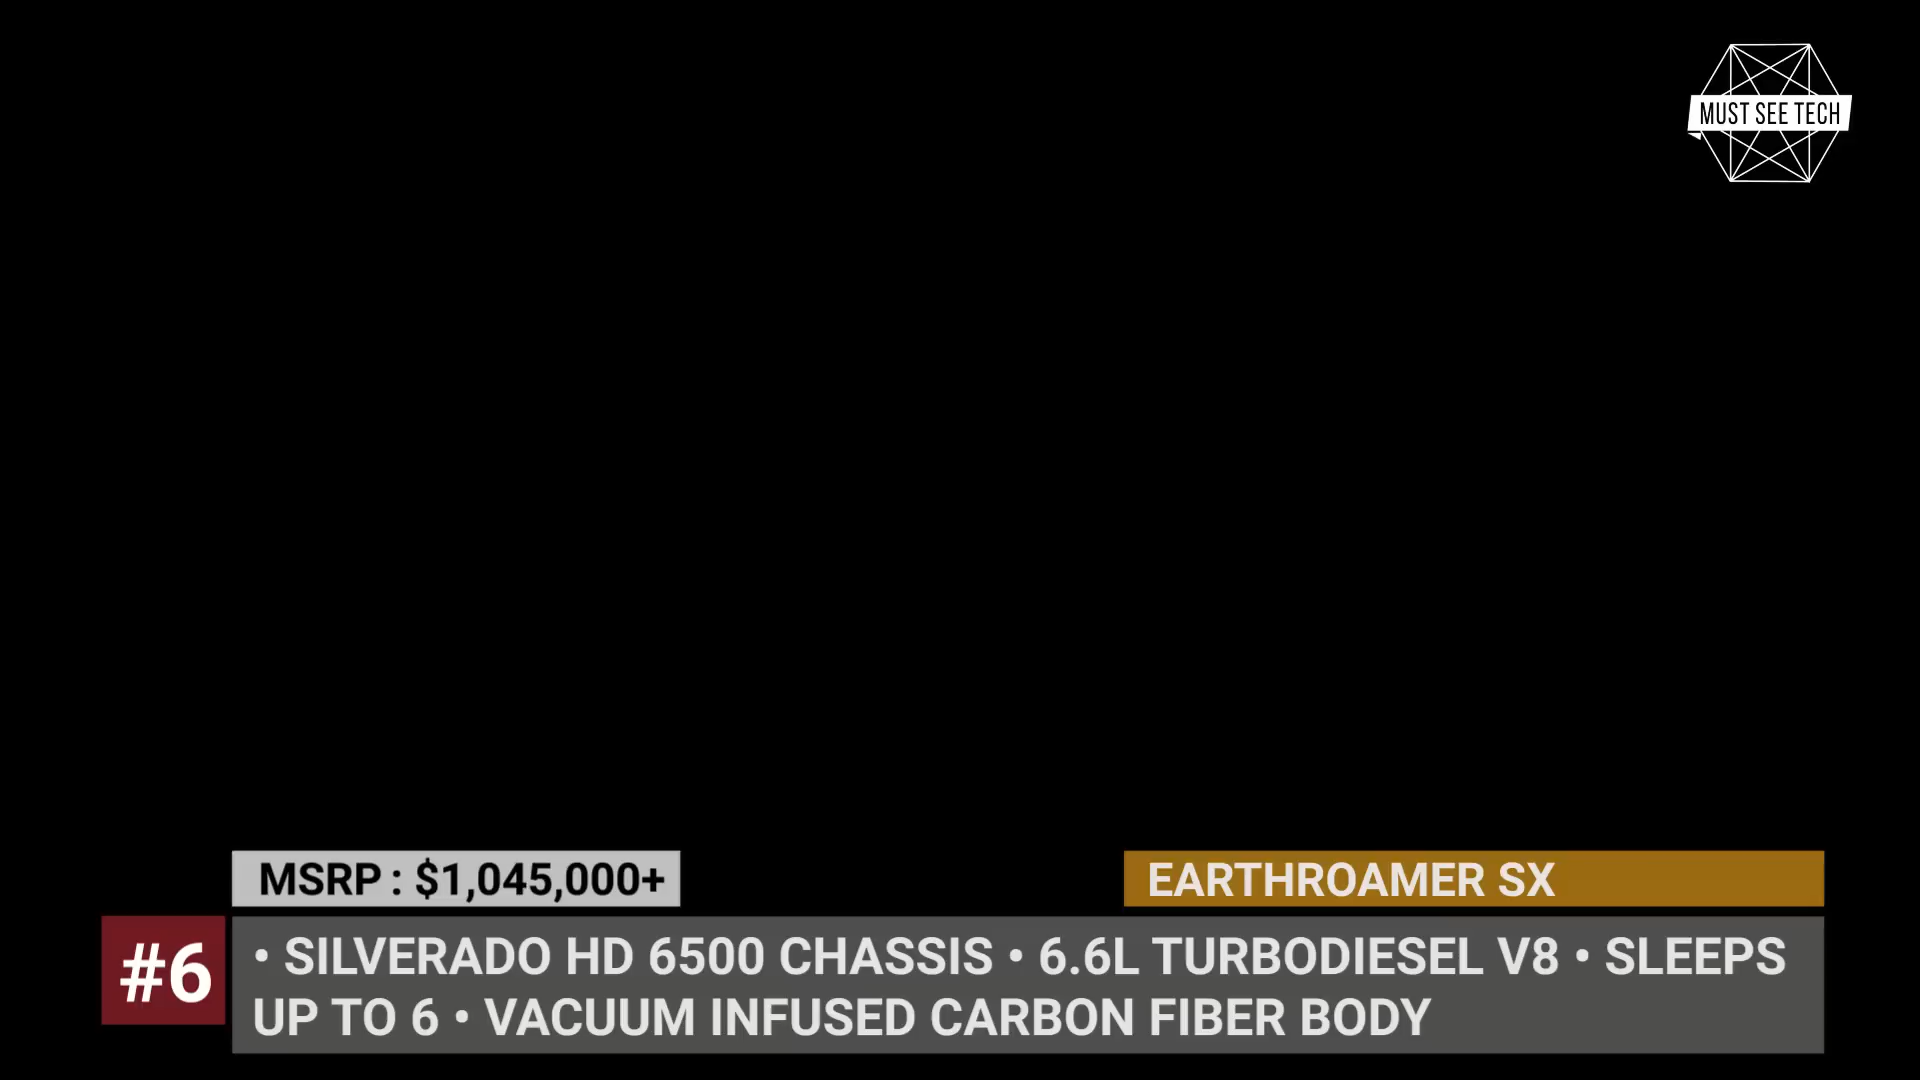 MUST SEE TECH
MSRP : $1,045,000+
EARTHROAMER SX
#6
• SILVERADO HD 6500 CHASSIS • 6.6L TURBODIESEL V8 • SLEEPS
UP TO 6 • VACUUM INFUSED CARBON FIBER BODY